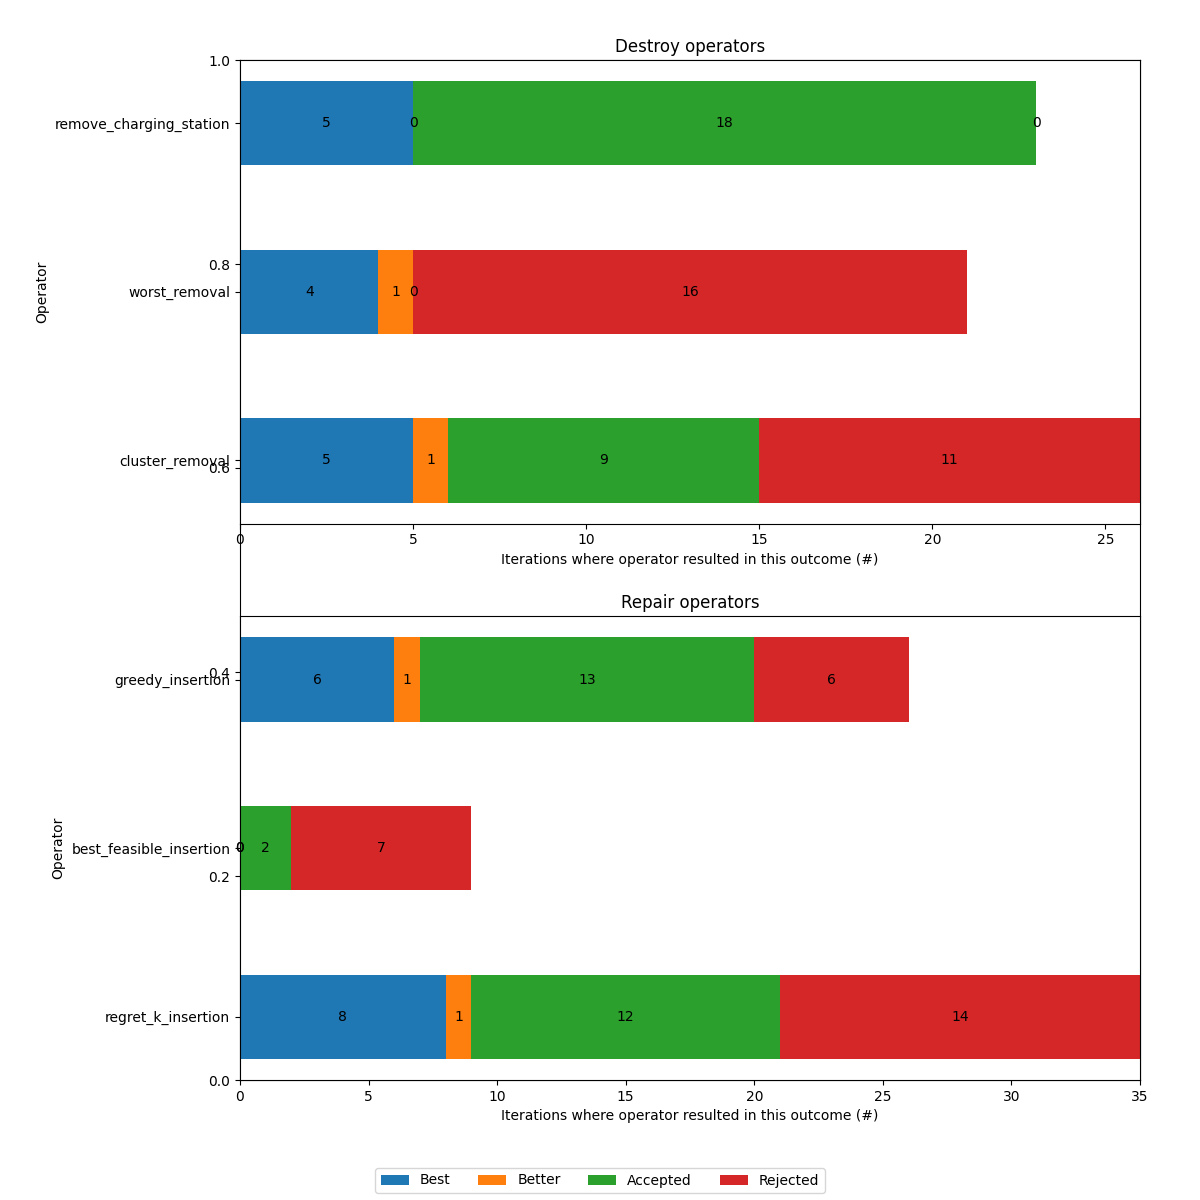 Destroy operators
1.0
remove_charging_station 5 0 18 0
0.8
worst_removal 4 1 0 16
cluster_removal 5 1 9 11
0.6
Operator
0 5 10 15 20 25
Iterations where operator resulted in this outcome (#)
Repair operators
0.4
greedy_insertion 6 1 13 6
best_feasible_insertion 0 0 2 7
0.2
regret_k_insertion 8 1 12 14
0.0
Operator
0 5 10 15 20 25 30 35
Iterations where operator resulted in this outcome (#)
Best Better Accepted Rejected